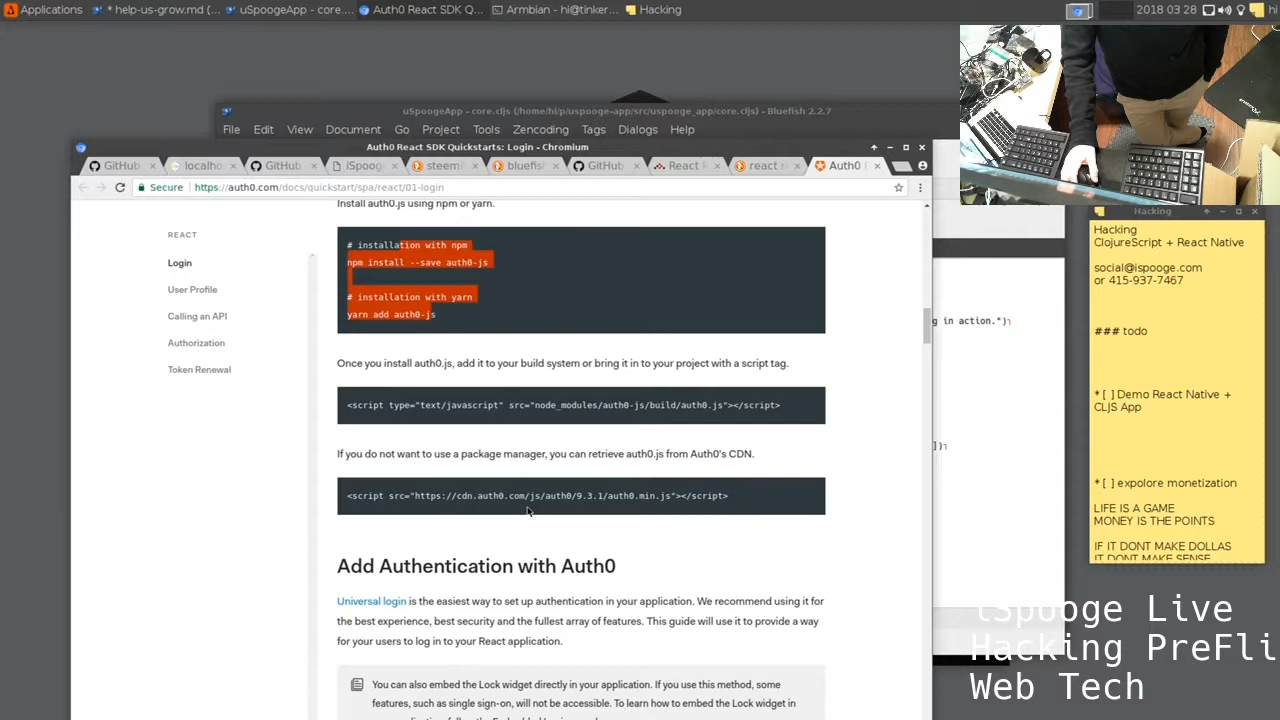 Applications
* help-us-grow.md (...
uSpoogeApp - core....
Auth0 React SDK Q...
Armbian - hi@tinker...
Hacking
2018 03 28
hi
uSpoogeApp - core.cljs (/home/hi/p/uspooge-app/src/uspooge_app/core.cljs) - Bluefish 2.2.7
File Edit View Document Go Project Tools Zencoding Tags Dialogs Help
Auth0 React SDK Quickstarts: Login - Chromium
GitHub
localho
GitHub
iSpoog
steem
bluefis
GitHub
React
react
Auth0
Secure https://auth0.com/docs/quickstart/spa/react/01-login
Install auth0.js using npm or yarn.
REACT
Login
User Profile
Calling an API
Authorization
Token Renewal
# installation with npm
npm install --save auth0-js
# installation with yarn
yarn add auth0-js
Once you install auth0.js, add it to your build system or bring it in to your project with a script tag.
<script type="text/javascript" src="node_modules/auth0-js/build/auth0.js"></script>
If you do not want to use a package manager, you can retrieve auth0.js from Auth0's CDN.
<script src="https://cdn.auth0.com/js/auth0/9.3.1/auth0.min.js"></script>
Add Authentication with Auth0
Universal login is the easiest way to set up authentication in your application. We recommend using it for
the best experience, best security and the fullest array of features. This guide will use it to provide a way
for your users to log in to your React application.
You can also embed the Lock widget directly in your application. If you use this method, some
features, such as single sign-on, will not be accessible. To learn how to embed the Lock widget in
g in action.")
])
Hacking
Hacking
ClojureScript + React Native
social@ispooge.com
or 415-937-7467
### todo
* [ ] Demo React Native +
CLJS App
* [ ] expolore monetization
LIFE IS A GAME
MONEY IS THE POINTS
IF IT DONT MAKE DOLLAS
IT DONT MAKE SENSE
iSpooge Live
Hacking PreFli
Web Tech